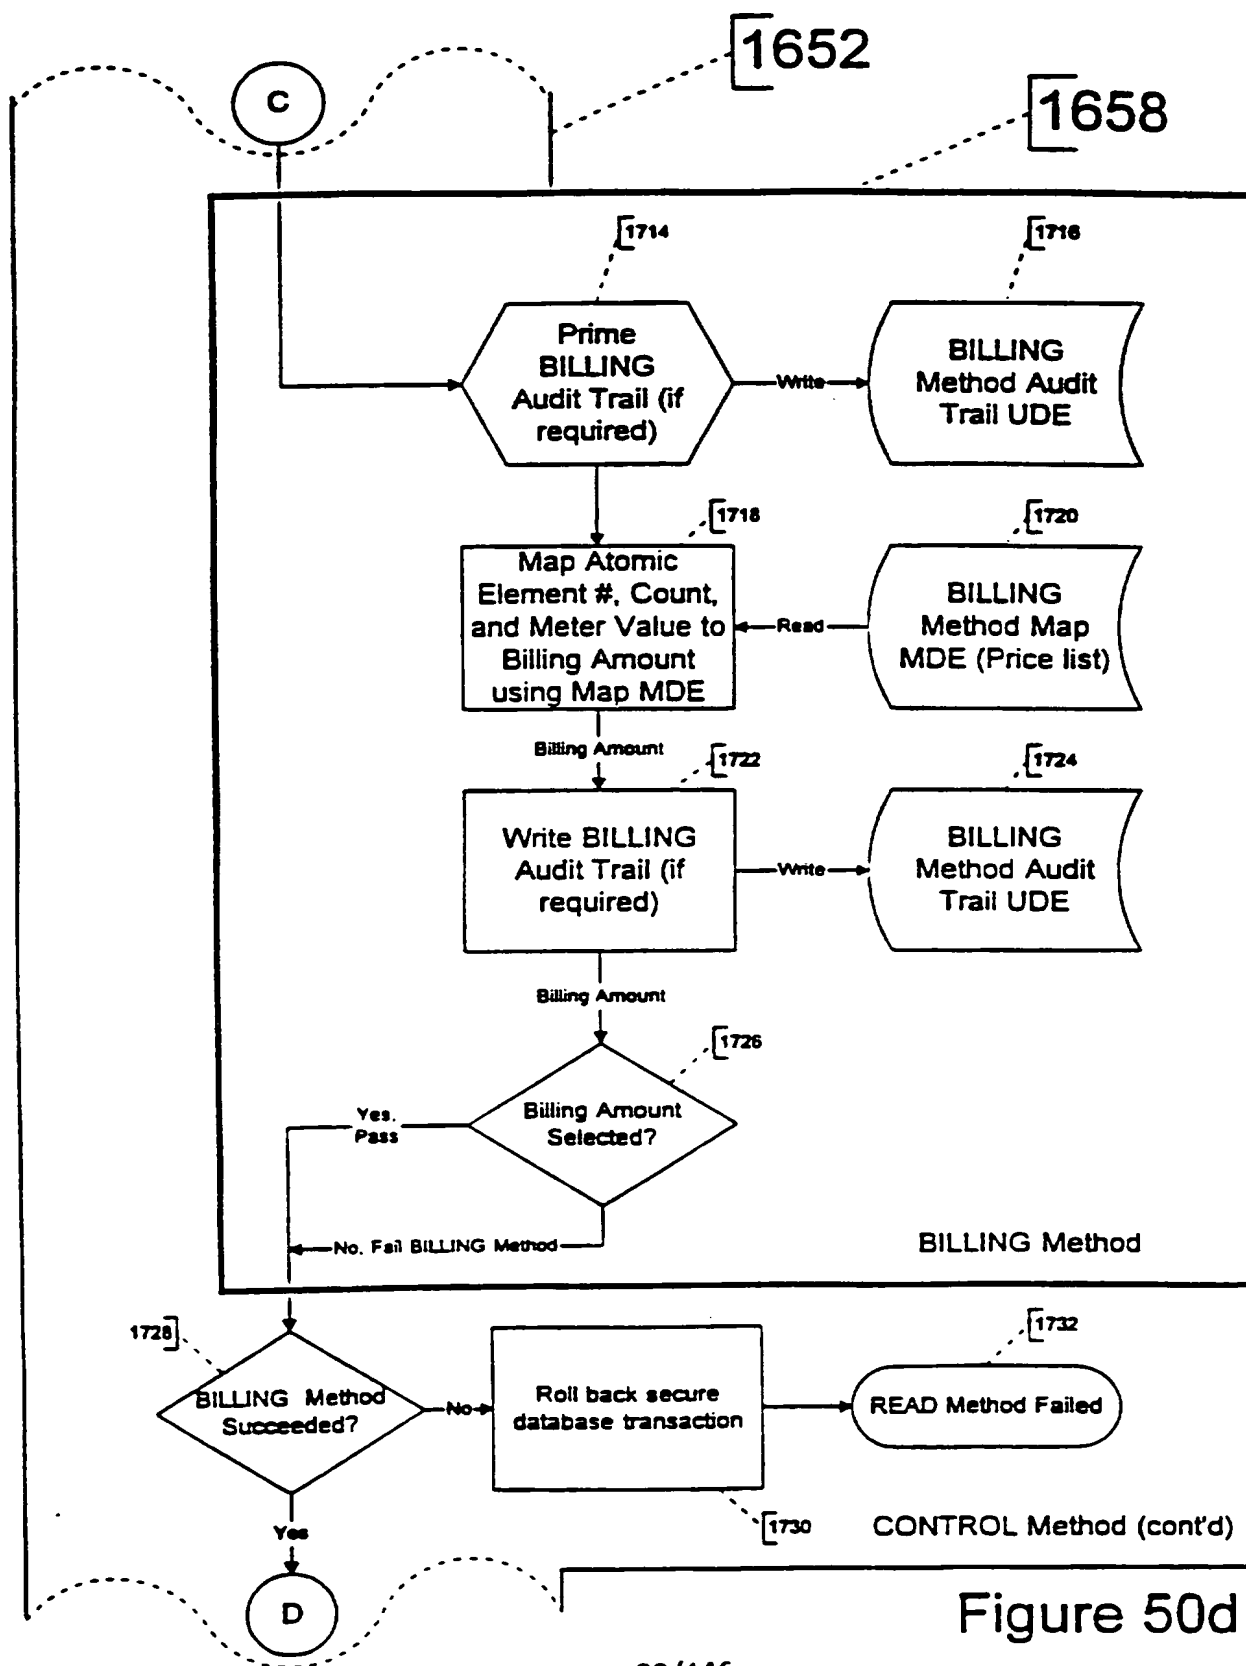 1652
C
1658
1714
1716
Prime
BILLING
Audit Trail (if
required)
Write
BILLING
Method Audit
Trail UDE
1718
1720
Map Atomic
Element #, Count,
and Meter Value to
Billing Amount
using Map MDE
Read
BILLING
Method Map
MDE (Price list)
Billing Amount
1722
1724
Write BILLING
Audit Trail (if
required)
Write
BILLING
Method Audit
Trail UDE
Billing Amount
1726
Billing Amount
Selected?
Yes,
Pass
No, Fail BILLING Method
BILLING Method
1728
1732
BILLING Method
Succeeded?
No
Roll back secure
database transaction
READ Method Failed
1730
CONTROL Method (cont'd)
Yes
D
Figure 50d